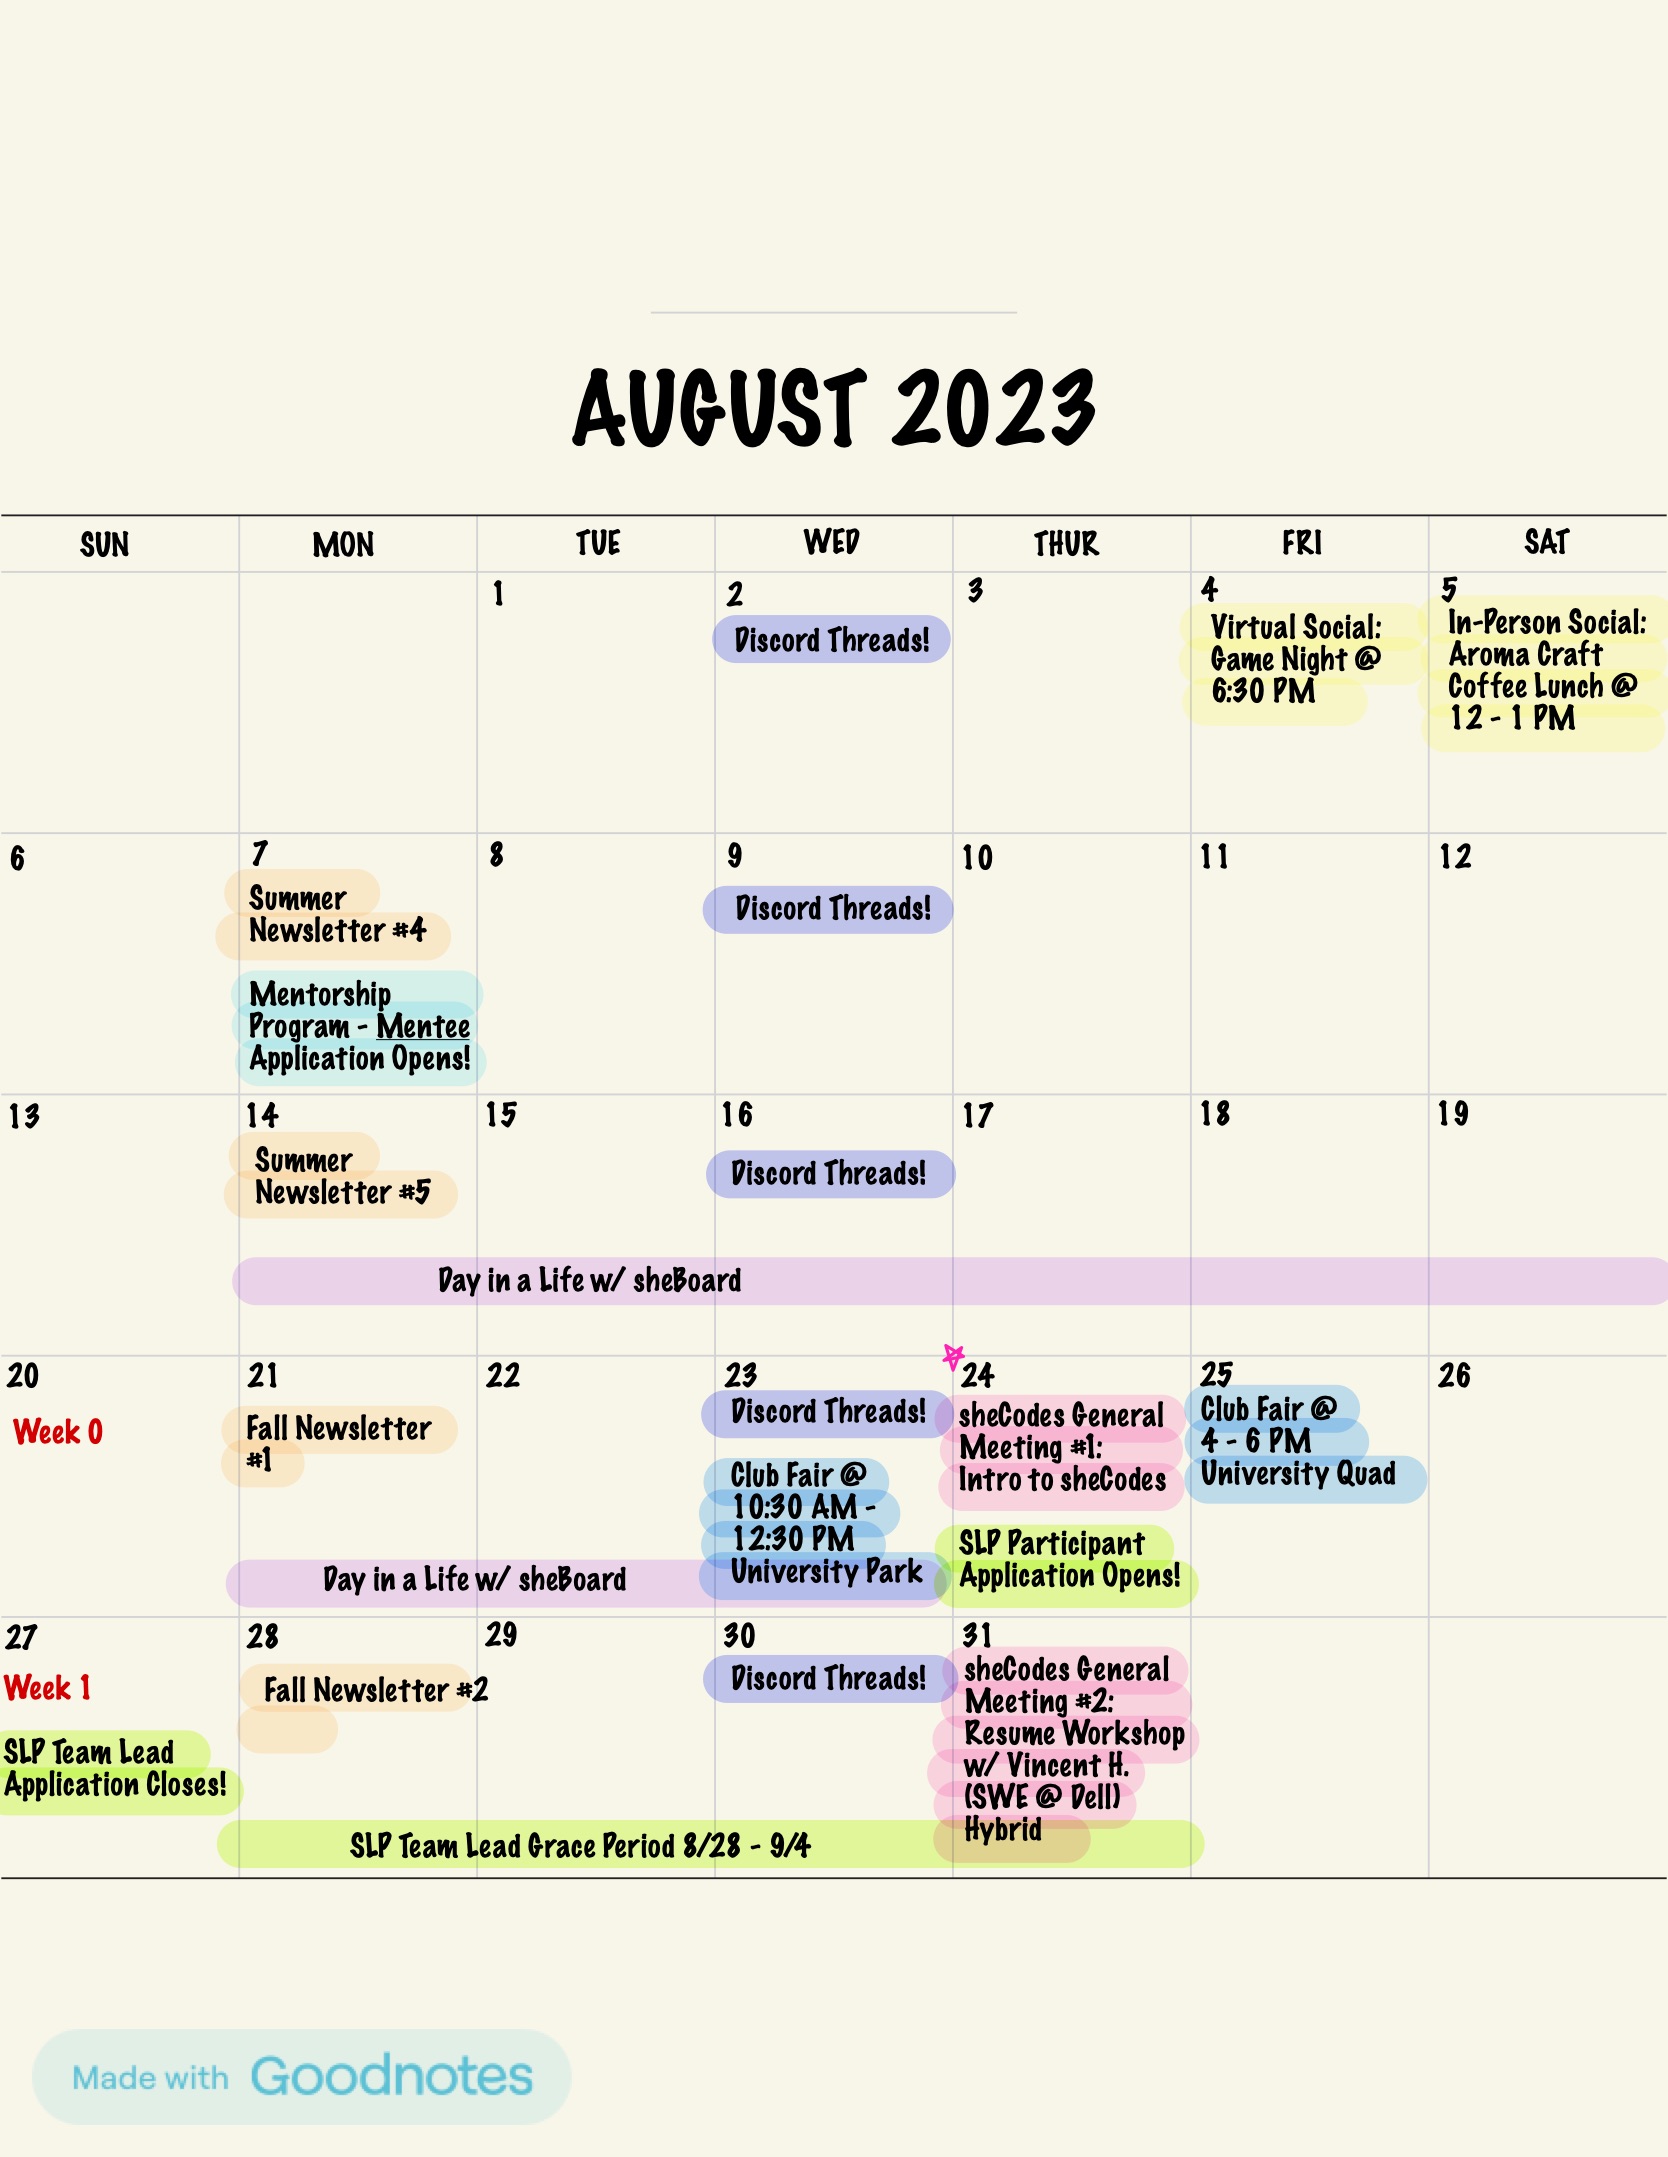 AUGUST 2023
SUN MON TUE WED THUR FRI SAT
1
2
Discord Threads!
3
4
Virtual Social:
Game Night @
6:30 PM
5
In-Person Social:
Aroma Craft
Coffee Lunch @
12 - 1 PM
6
7
Summer
Newsletter #4
Mentorship
Program - Mentee
Application Opens!
8
9
Discord Threads!
10
11
12
13
14
Summer
Newsletter #5
15
16
Discord Threads!
17
18
19
Day in a Life w/ sheBoard
20
Week 0
21
Fall Newsletter
#1
22
23
Discord Threads!
Club Fair @
10:30 AM -
12:30 PM
University Park
24
sheCodes General
Meeting #1:
Intro to sheCodes
SLP Participant
Application Opens!
25
Club Fair @
4 - 6 PM
University Quad
26
Day in a Life w/ sheBoard
27
Week 1
SLP Team Lead
Application Closes!
28
Fall Newsletter #2
29
30
Discord Threads!
31
sheCodes General
Meeting #2:
Resume Workshop
w/ Vincent H.
(SWE @ Dell)
Hybrid
SLP Team Lead Grace Period 8/28 - 9/4
Made with Goodnotes